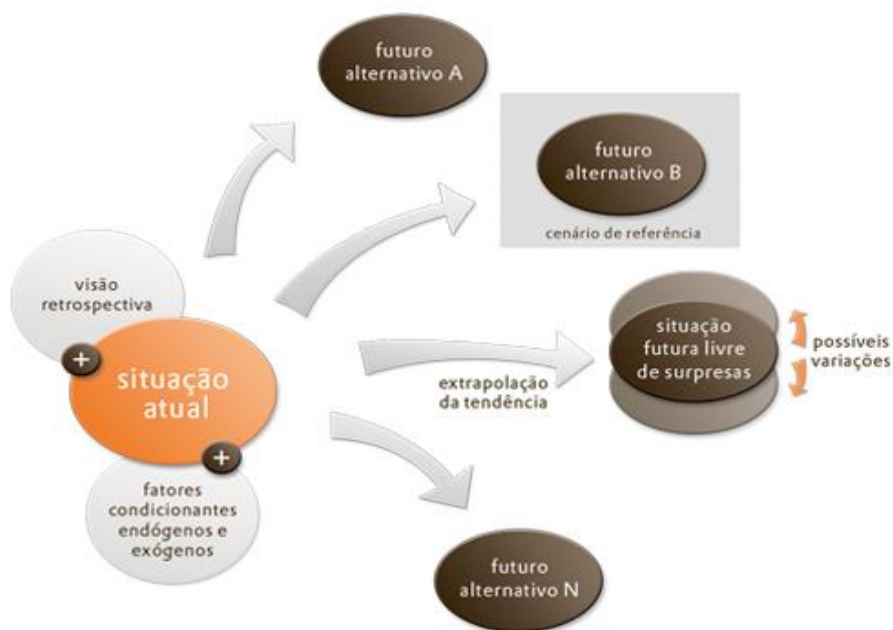 futuro
alternativo A
futuro
alternativo B
cenário de referência
visão
retrospectiva
+
situação
atual
+
fatores
condicionantes
endógenos e
exógenos
extrapolação
da tendência
situação
futura livre
de surpresas
possíveis
variações
futuro
alternativo N